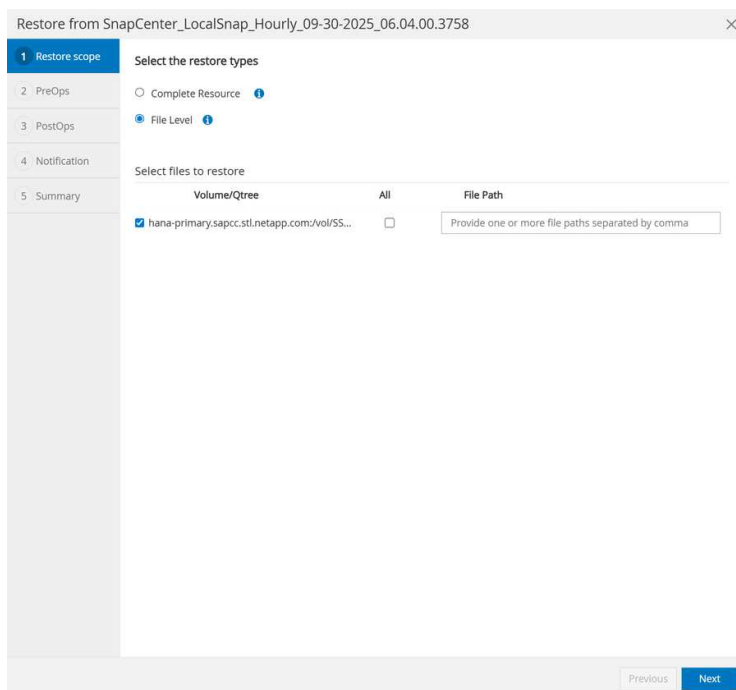 Restore from SnapCenter_LocalSnap_Hourly_09-30-2025_06.04.00.3758
1 Restore scope
2 PreOps
3 PostOps
4 Notification
5 Summary
Select the restore types
Complete Resource
File Level
Select files to restore
Volume/Qtree All File Path
hana-primary.sapcc.stl.netapp.com:/vol/SS... Provide one or more file paths separated by comma
Previous Next